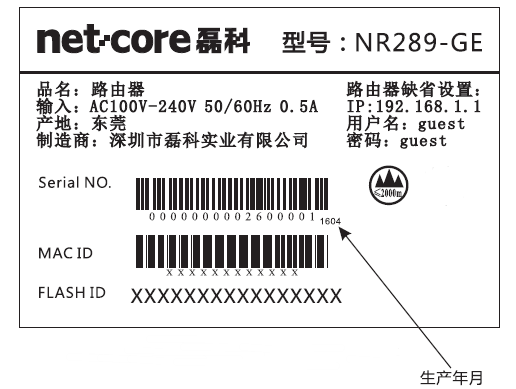 net-core磊科 型号：NR289-GE
品名：路由器 路由器缺省设置：
输入：AC100V-240V 50/60Hz 0.5A IP:192.168.1.1
产地：东莞 用户名：guest
制造商：深圳市磊科实业有限公司 密码：guest
Serial NO.
0000000002600001 1604
≤2000m
MAC ID
XXXXXXXXXXXX
FLASH ID XXXXXXXXXXXXXXXX
生产年月